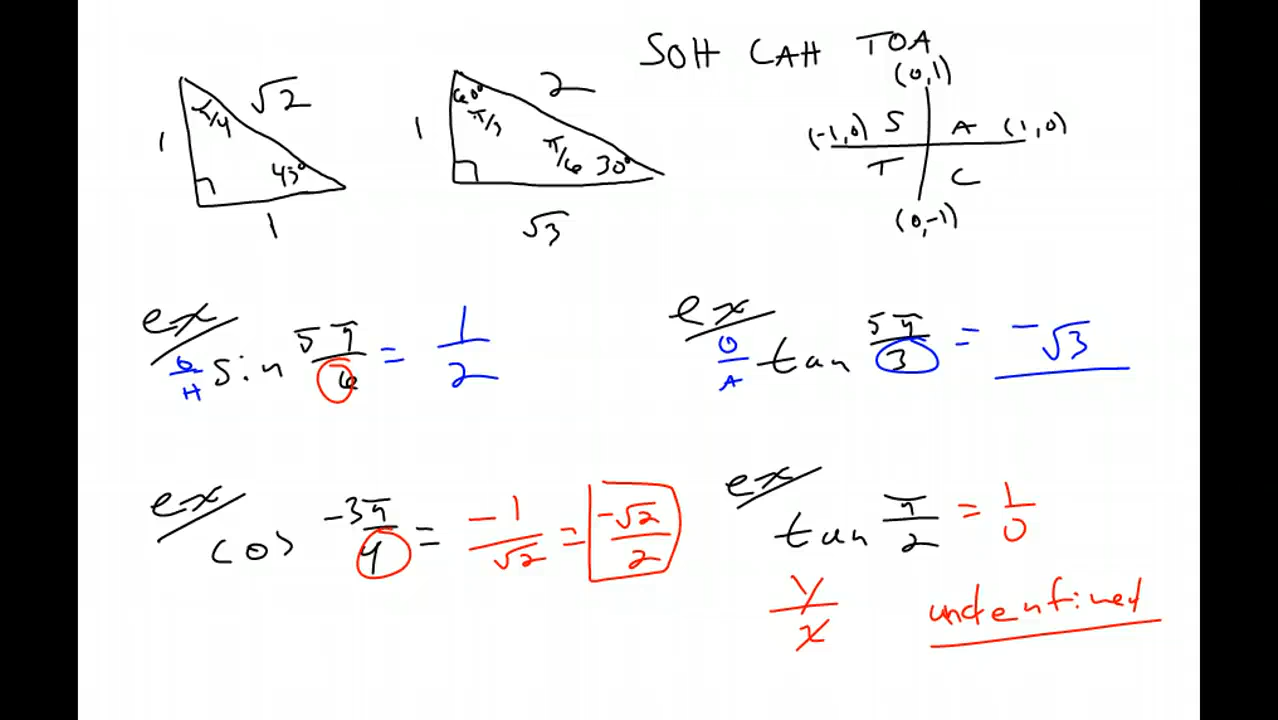 SOH CAH TOA
(0,1)
√2
π/4
1
45°
1
2
60°
π/3
1
π/6 30°
√3
(-1,0) S A (1,0)
T C
(0,-1)
ex
O/H sin 5π/6 = 1/2
ex
O/A tan 5π/3 = -√3
ex
cos -3π/4 = -1/√2 = -√2/2
ex
tan π/2 = 1/0
y/x
undenfined